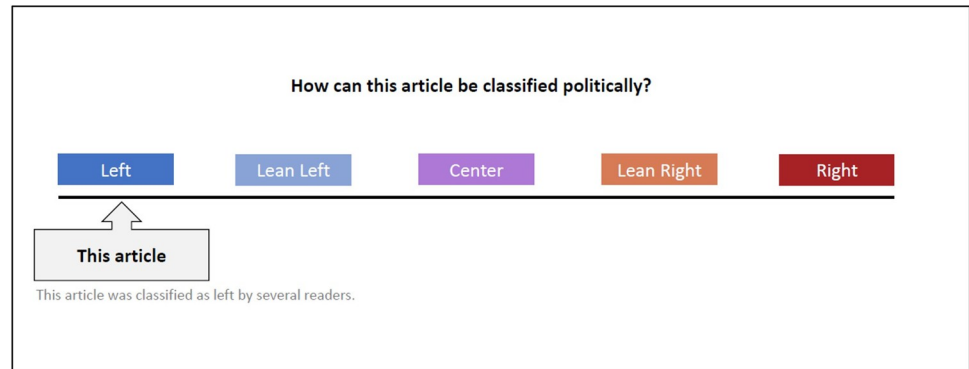 How can this article be classified politically?
Left
Lean Left
Center
Lean Right
Right
This article
This article was classified as left by several readers.